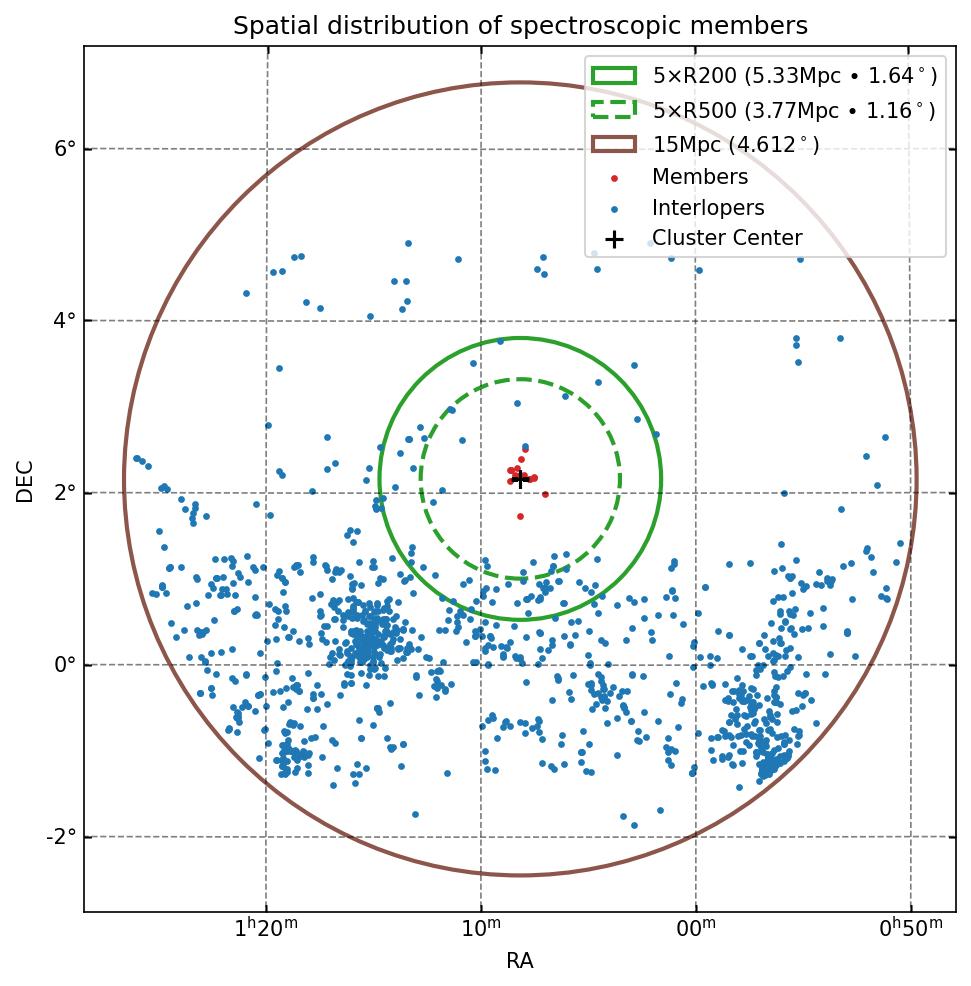 Spatial distribution of spectroscopic members
5×R200 (5.33Mpc • 1.64°)
5×R500 (3.77Mpc • 1.16°)
15Mpc (4.612°)
Members
Interlopers
Cluster Center
6°
4°
2°
0°
-2°
DEC
1ʰ20ᵐ 10ᵐ 00ᵐ 0ʰ50ᵐ
RA